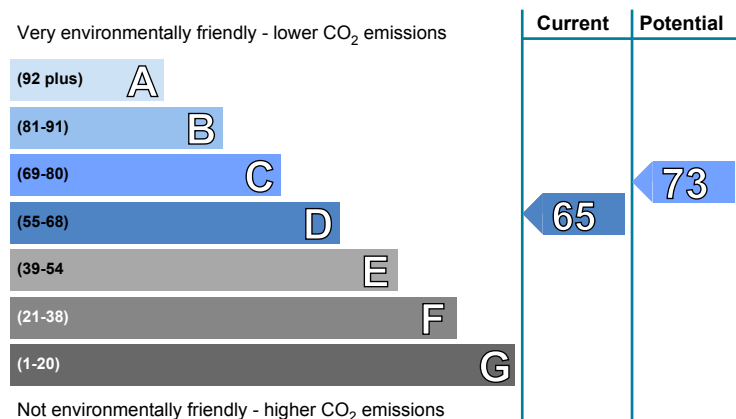 Very environmentally friendly - lower CO₂ emissions
Current
Potential
(92 plus) A
(81-91) B
(69-80) C
(55-68) D
(39-54 E
(21-38) F
(1-20) G
65
73
Not environmentally friendly - higher CO₂ emissions